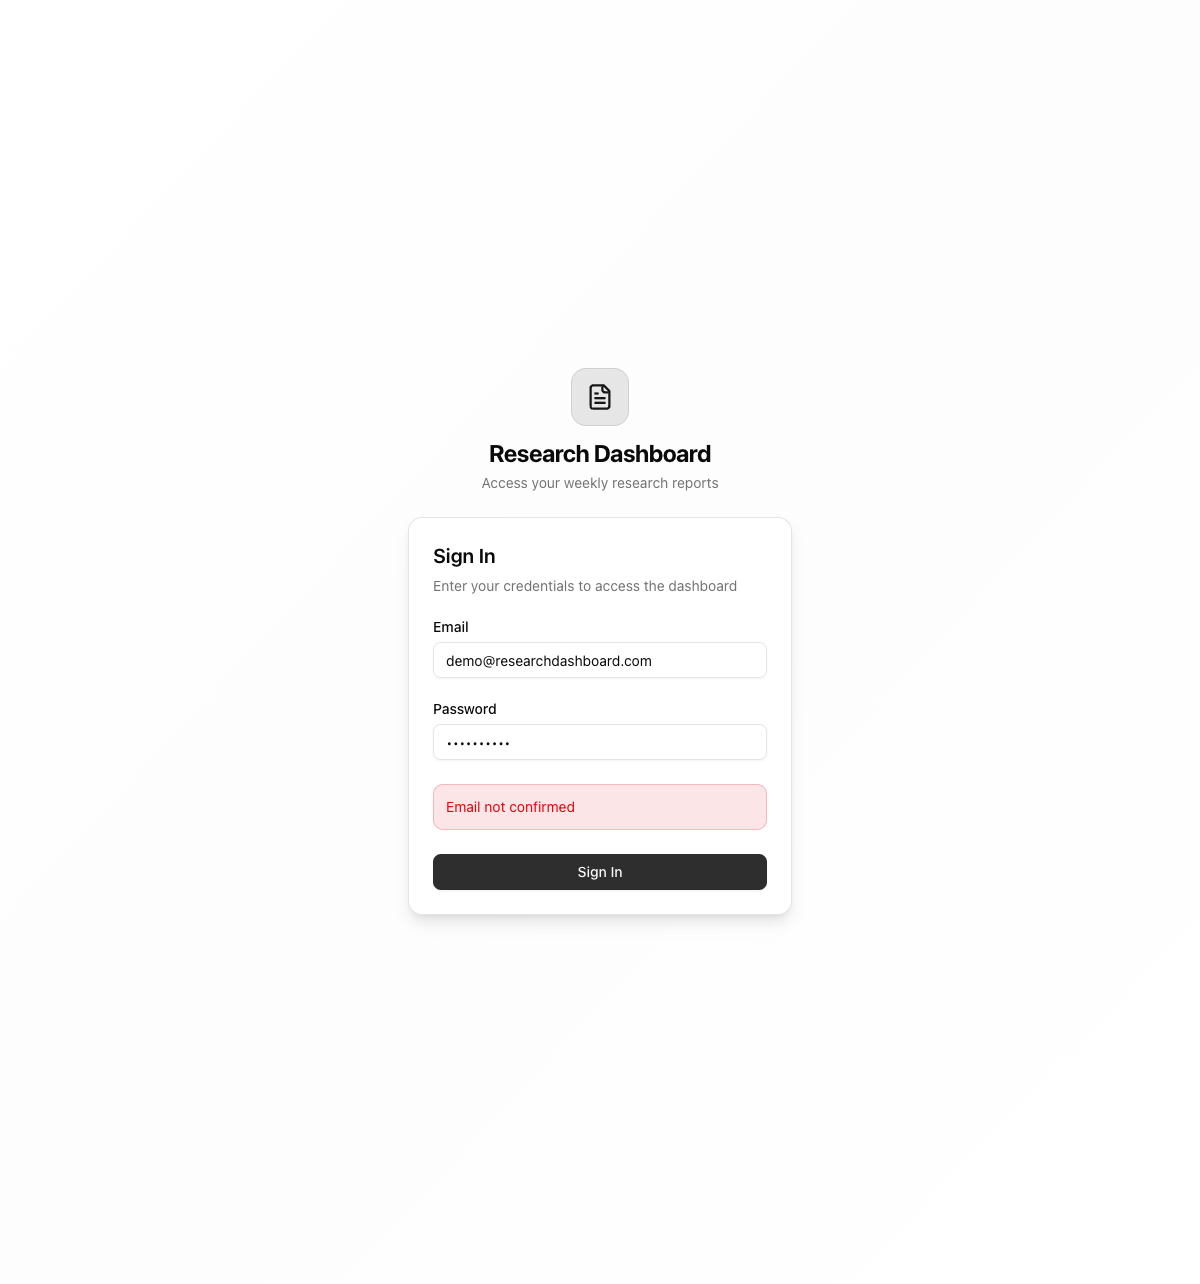 Research Dashboard
Access your weekly research reports
Sign In
Enter your credentials to access the dashboard
Email
demo@researchdashboard.com
Password
••••••••••
Email not confirmed
Sign In